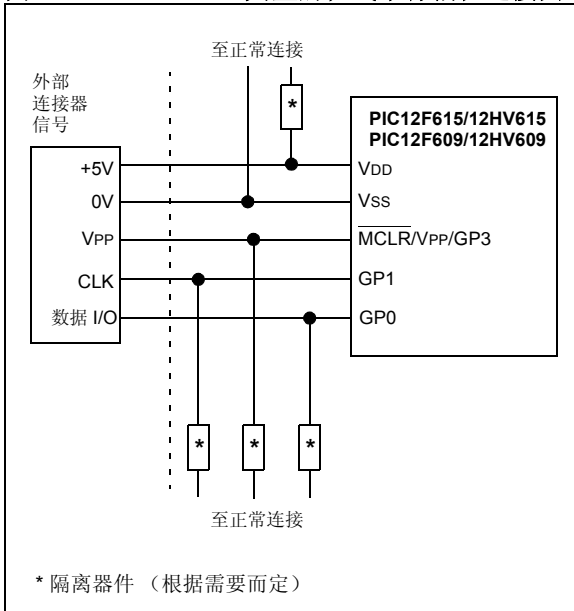 至正常连接
外部
连接器
信号
*
PIC12F615/12HV615
PIC12F609/12HV609
+5V
VDD
0V
VSS
VPP
MCLR/VPP/GP3
CLK
GP1
数据 I/O
GP0
* * *
至正常连接
* 隔离器件 （根据需要而定）